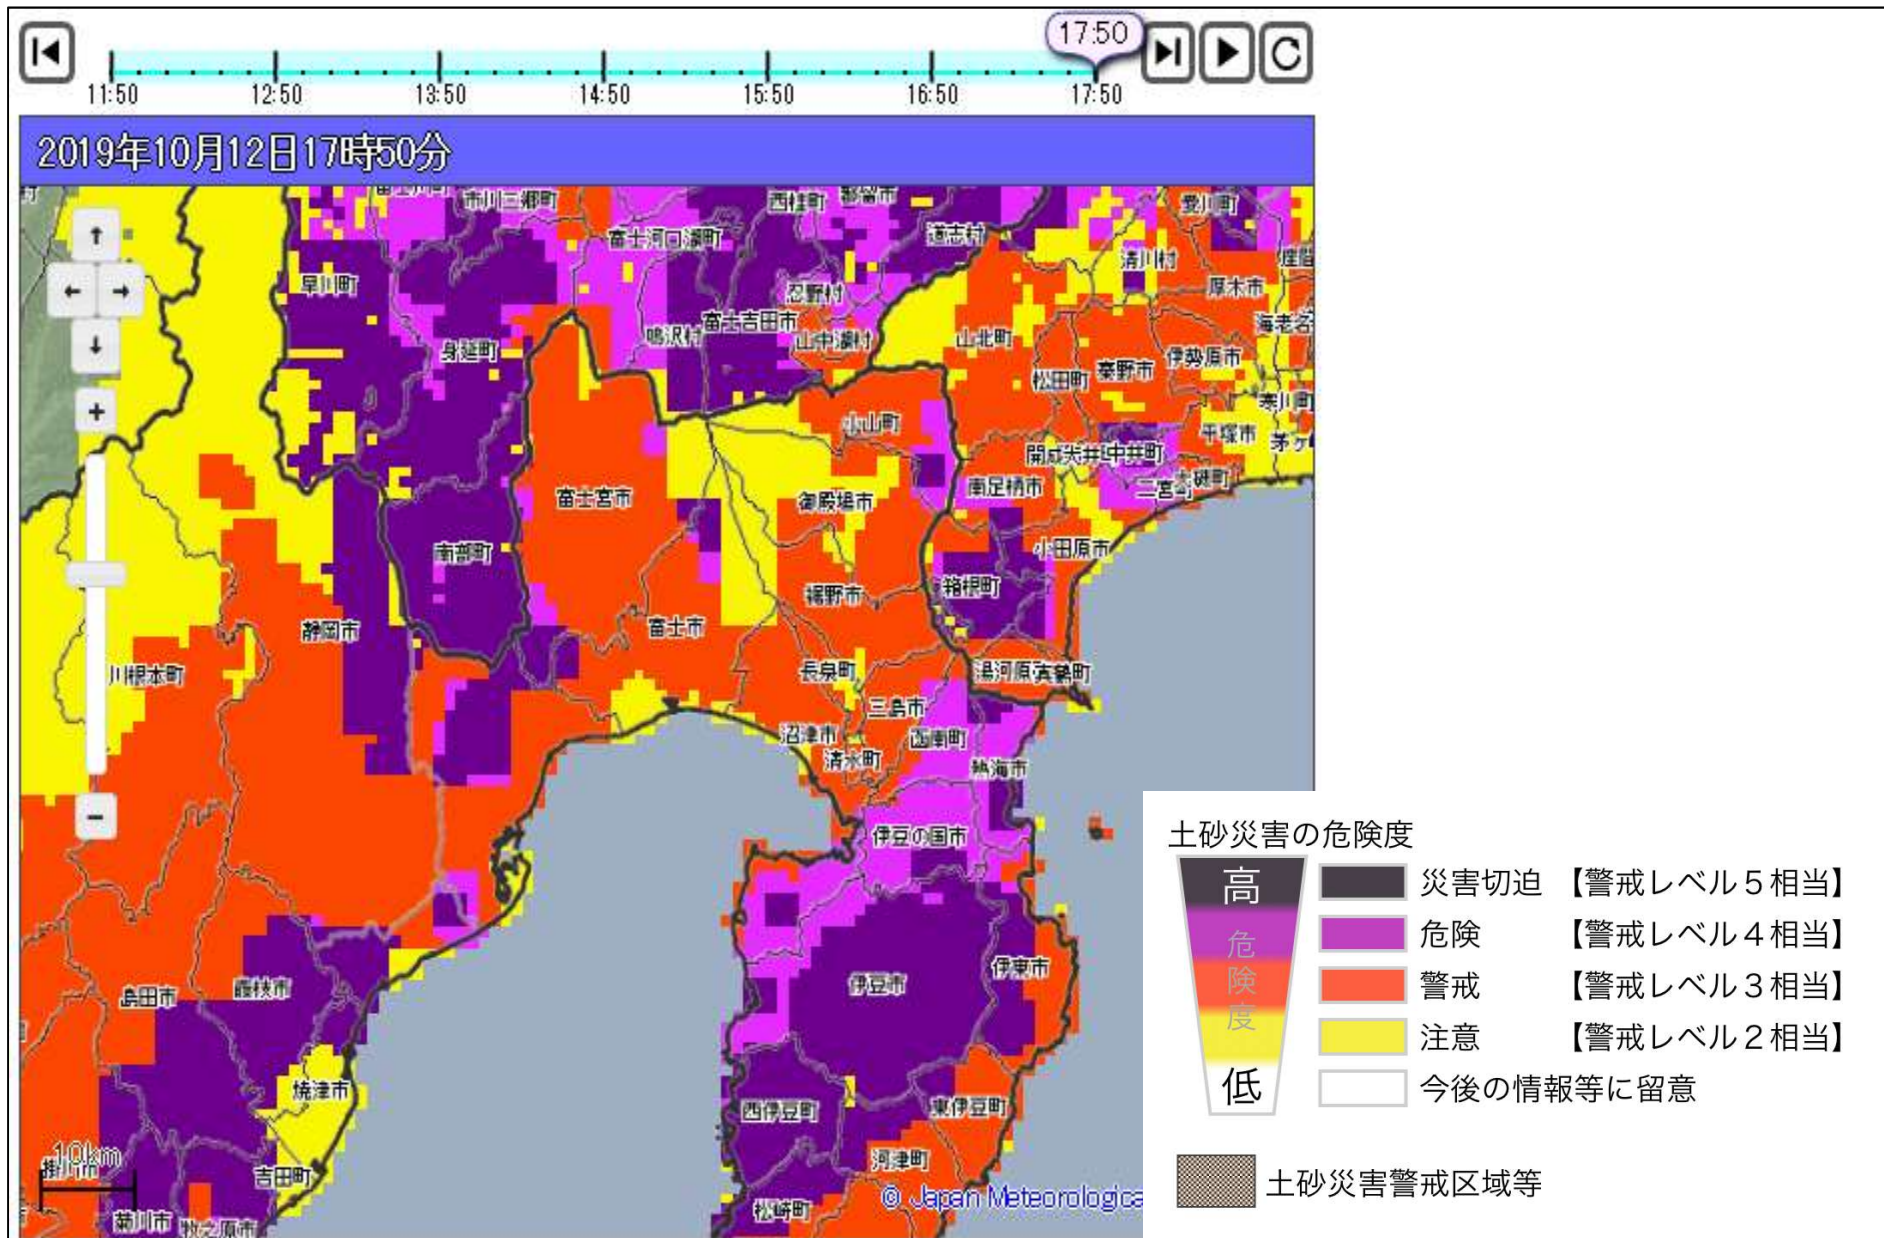 17:50
11:50 12:50 13:50 14:50 15:50 16:50 17:50
2019年10月12日17時50分
市川三郷町
西桂町
都留市
愛川町
富士河口湖町
道志村
清川村
早川町
忍野村
厚木市
鳴沢村
富士吉田市
山中湖村
山北町
海老名
身延町
伊勢原市
松田町
秦野市
寒川町
小山町
平塚市
茅ヶ
中井町
富士宮市
御殿場市
南足柄市
二宮町
大磯町
南部町
小田原市
裾野市
箱根町
静岡市
富士市
川根本町
長泉町
湯河原
真鶴町
三島市
沼津市
函南町
清水町
熱海市
伊豆の国市
島田市
藤枝市
伊豆市
伊東市
焼津市
西伊豆町
東伊豆町
10km
吉田町
河津町
© Japan Meteorologica
菊川市
牧之原市
松崎町
土砂災害の危険度
高
危
険
度
低
災害切迫 【警戒レベル５相当】
危険 【警戒レベル４相当】
警戒 【警戒レベル３相当】
注意 【警戒レベル２相当】
今後の情報等に留意
土砂災害警戒区域等